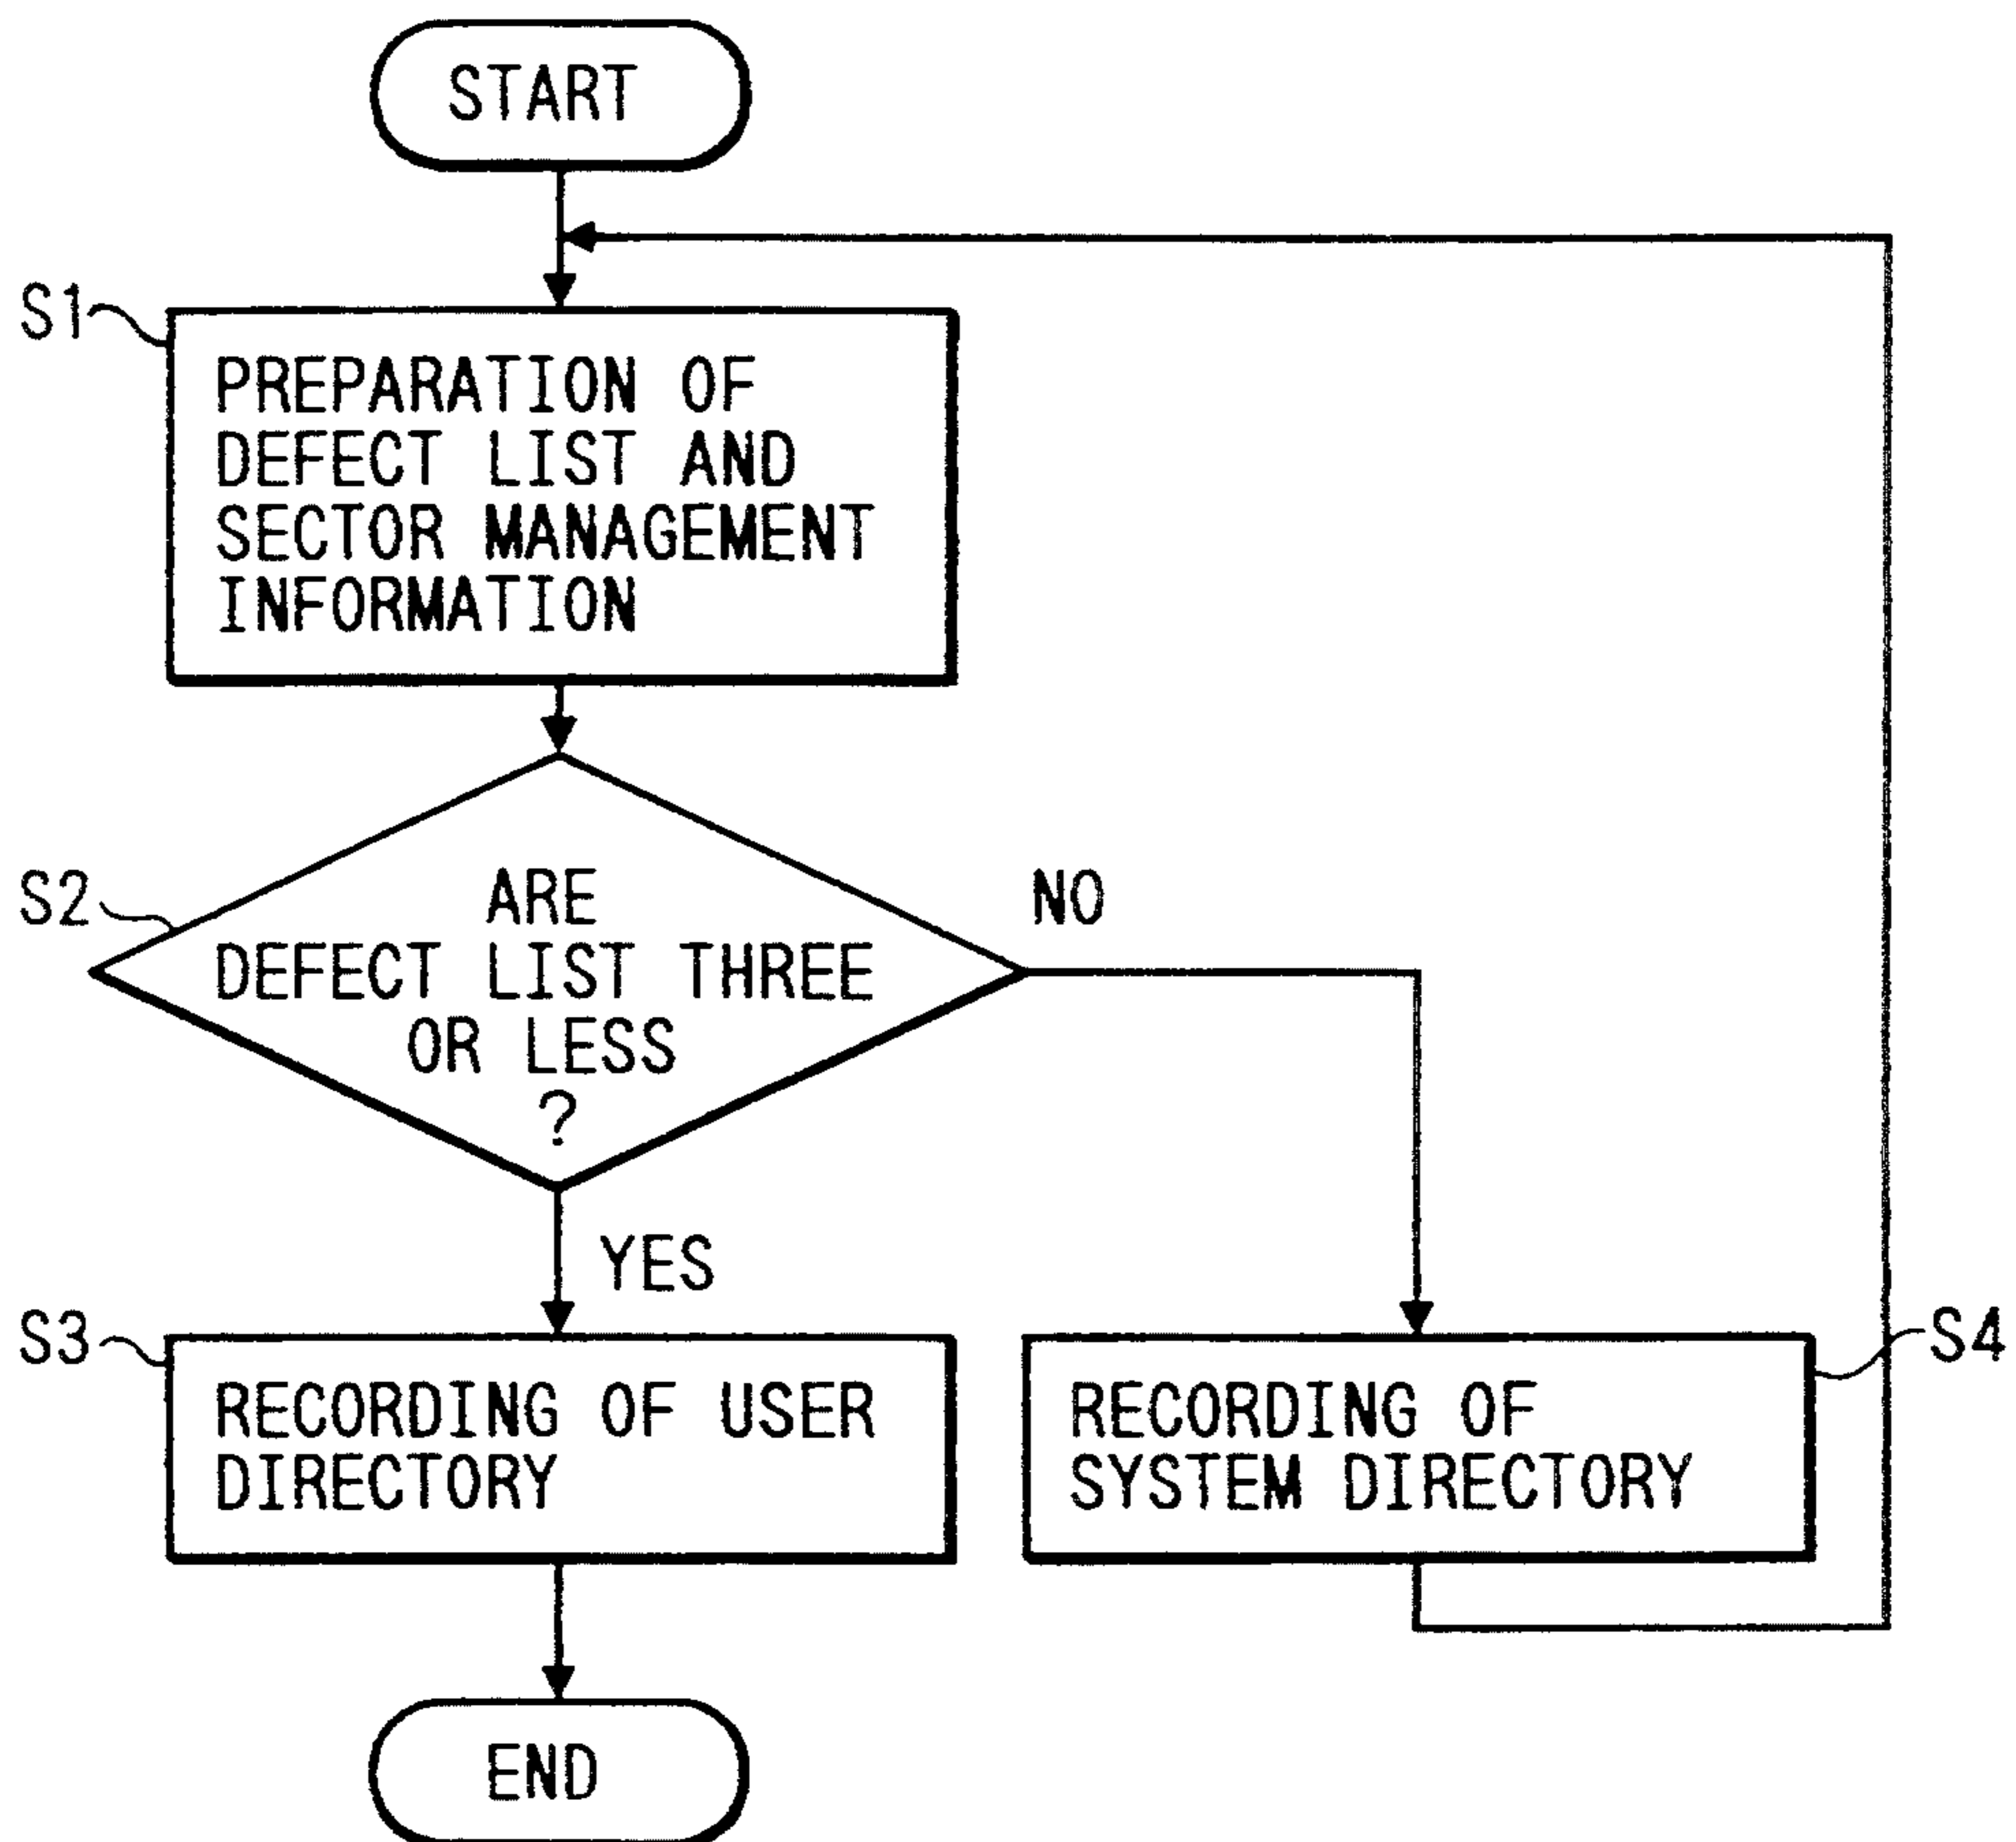 START
S1
PREPARATION OF
DEFECT LIST AND
SECTOR MANAGEMENT
INFORMATION
S2
ARE
DEFECT LIST THREE
OR LESS
?
NO
YES
S3
RECORDING OF USER
DIRECTORY
RECORDING OF
SYSTEM DIRECTORY
S4
END